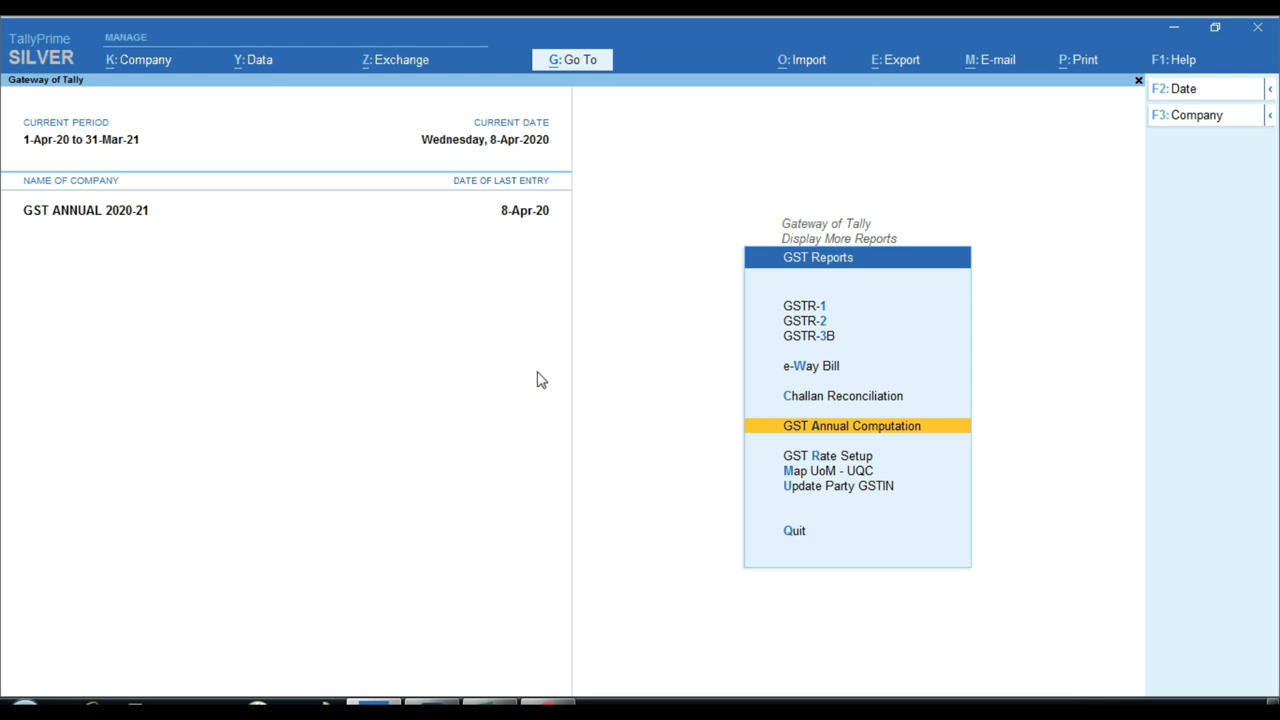 TallyPrime
SILVER
MANAGE
K: Company
Y: Data
Z: Exchange
G: Go To
O: Import
E: Export
M: E-mail
P: Print
F1: Help
Gateway of Tally
×
F2: Date
<
F3: Company
<
CURRENT PERIOD
CURRENT DATE
1-Apr-20 to 31-Mar-21
Wednesday, 8-Apr-2020
NAME OF COMPANY
DATE OF LAST ENTRY
GST ANNUAL 2020-21
8-Apr-20
Gateway of Tally
Display More Reports
GST Reports
GSTR-1
GSTR-2
GSTR-3B
e-Way Bill
Challan Reconciliation
GST Annual Computation
GST Rate Setup
Map UoM - UQC
Update Party GSTIN
Quit